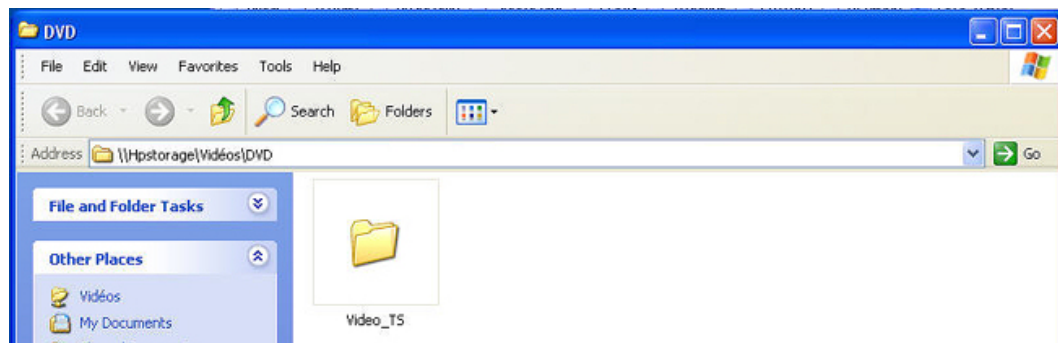 DVD
File Edit View Favorites Tools Help
Back Search Folders
Address \\Hpstorage\Vidéos\DVD Go
File and Folder Tasks
Other Places
Vidéos
My Documents
Video_TS